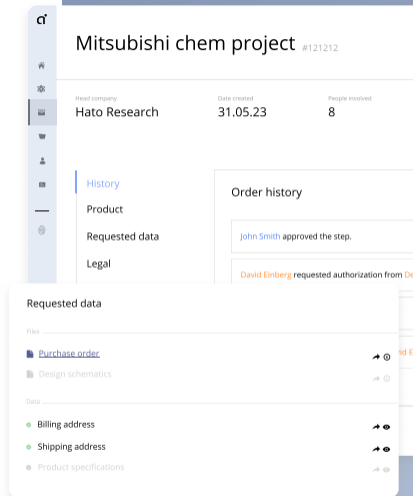 Mitsubishi chem project #121212
Head company Date created People involved
Hato Research 31.05.23 8
History
Product
Requested data
Legal
Order history
John Smith approved the step.
David Einberg requested authorization from De
Requested data
Files
Purchase order
Design schematics
Data
Billing address
Shipping address
Product specifications